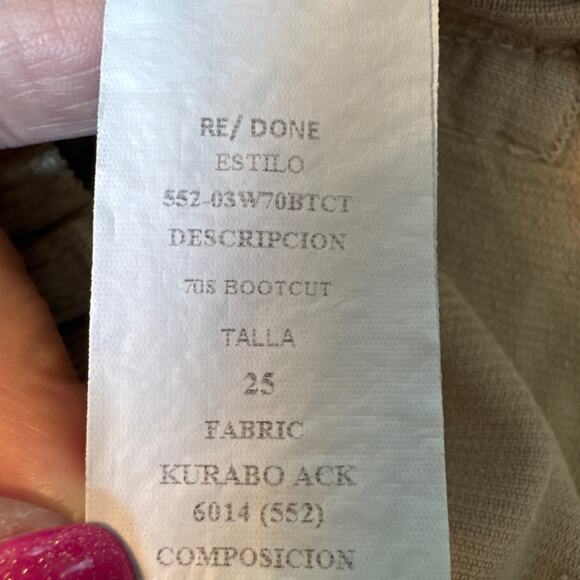 RE/ DONE
ESTILO
552-03W70BTCT
DESCRIPCION
70S BOOTCUT
TALLA
25
FABRIC
KURABO ACK
6014 (552)
COMPOSICION